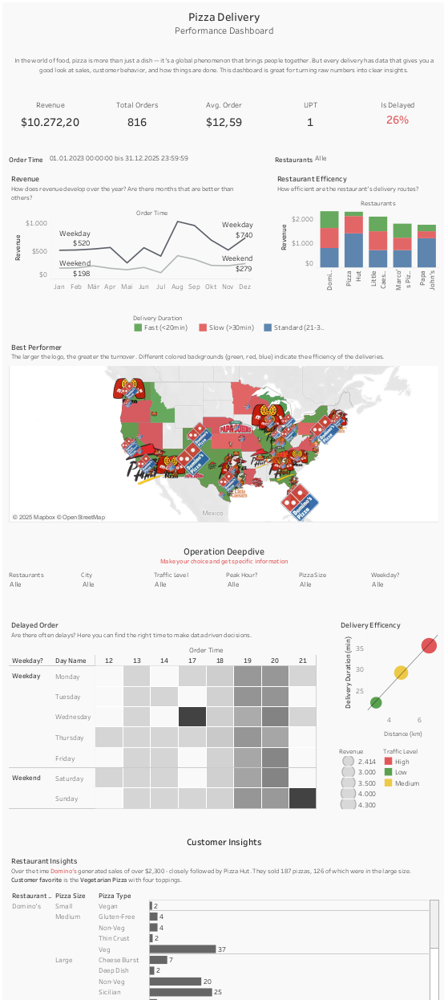 Pizza Delivery
Performance Dashboard
In the world of food, pizza is more than just a dish — it's a global phenomenon that brings people together. But every delivery has data that gives you a
good look at sales, customer behavior, and how things are done. This dashboard is great for turning raw numbers into clear insights.
Revenue Total Orders Avg. Order UPT Is Delayed
$10.272,20 816 $12,59 1 26%
Order Time 01.01.2023 00:00:00 bis 31.12.2025 23:59:59 Restaurants Alle
Revenue
How does revenue develop over the year? Are there months that are better than
others?
Order Time
Revenue
$1.000
$500
$0
Weekday
$520
Weekend
$198
Weekday
$740
Weekend
$279
Jan Feb Mär Apr Mai Jun Jul Aug Sep Okt Nov Dez
Restaurant Efficency
How efficient are the restaurant's delivery routes?
Restaurants
Revenue
$2.000
$1.000
$0
Domi..
Pizza Hut
Little Caes..
Marco' s Piz..
Papa John's
Delivery Duration
Fast (<20min) Slow (>30min) Standard (21-3..
Best Performer
The larger the logo, the greater the turnover. Different colored backgrounds (green, red, blue) indicate the efficiency of the deliveries.
PAPA JOHNS
Domino's Pizza
Domino's Pizza
Little Caesars
Domino's Pizza
Mexico
© 2025 Mapbox © OpenStreetMap
Operation Deepdive
Make your choice and get specific information
Restaurants City Traffic Level Peak Hour? Pizza Size Weekday?
Alle Alle Alle Alle Alle Alle
Delayed Order
Are there often delays? Here you can find the right time to make data driven decisions.
Order Time
Weekday? Day Name 12 13 14 17 18 19 20 21
Weekday Monday
Tuesday
Wednesday
Thursday
Friday
Weekend Saturday
Sunday
Delivery Efficency
Delivery Duration (min)
35
30
25
4 6
Distance (km)
Revenue
2.414
3.000
3.500
4.000
4.300
Traffic Level
High
Low
Medium
Customer Insights
Restaurant Insights
Over the time Domino's generated sales of over $2,300 - closely followed by Pizza Hut. They sold 187 pizzas, 126 of which were in the large size.
Customer favorite is the Vegetarian Pizza with four toppings.
Restaurant .. Pizza Size Pizza Type
Domino's Small Vegan 2
Medium Gluten-Free 4
Non-Veg 4
Thin Crust 2
Veg 37
Large Cheese Burst 7
Deep Dish 2
Non-Veg 20
Sicilian 25